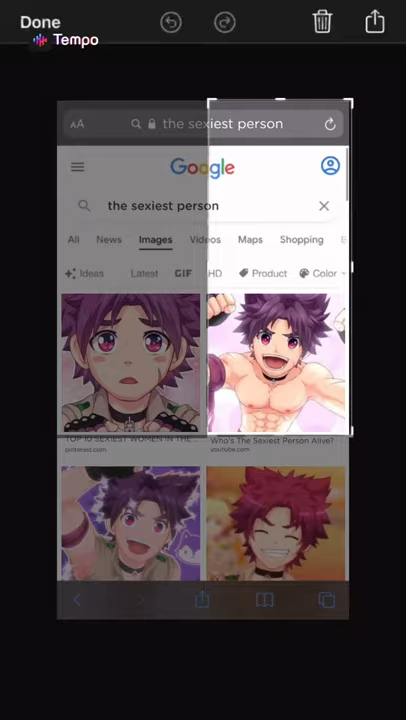 Done
Tempo
AA the sexiest person
Google
the sexiest person
All News Images Videos Maps Shopping
Ideas Latest GIF HD Product Color
TOP 10 SEXIEST WOMEN IN THE... Who's The Sexiest Person Alive?
pinterest.com youtube.com